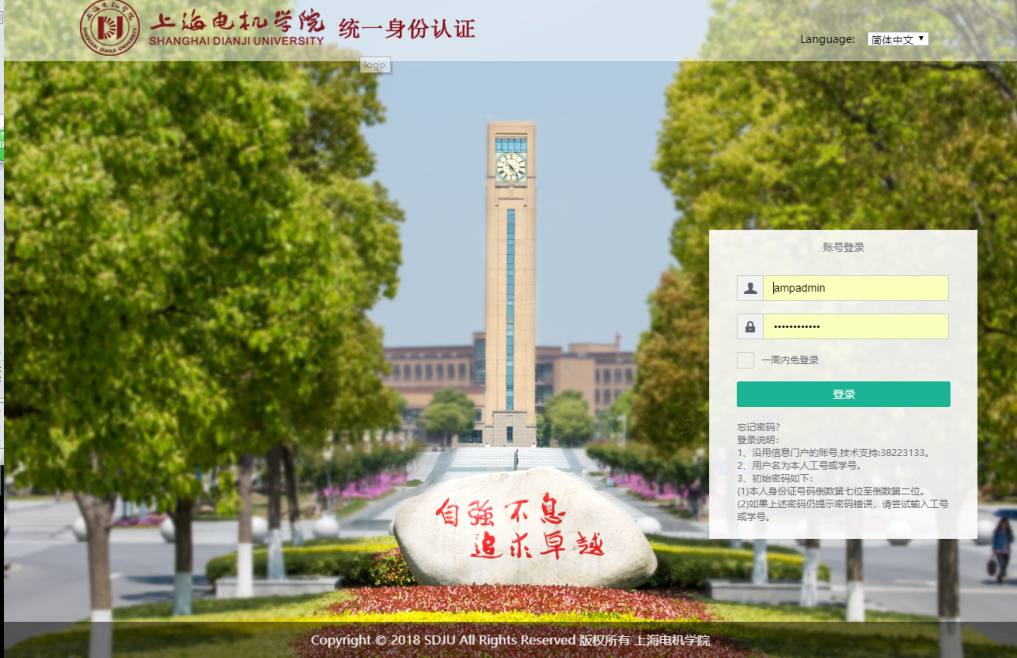 上海电机学院
SHANGHAI DIANJI UNIVERSITY
统一身份认证
Language: 简体中文
logo
账号登录
ampadmin
••••••••••••
一周内免登录
登录
忘记密码?
登录说明:
1、沿用信息门户的账号,技术支持:38223133。
2、用户名为本人工号或学号。
3、初始密码如下:
(1)本人身份证号码倒数第七位至倒数第二位。
(2)如果上述密码仍提示密码错误，请尝试输入工号
或学号。
自强不息
追求卓越
Copyright © 2018 SDJU All Rights Reserved 版权所有 上海电机学院